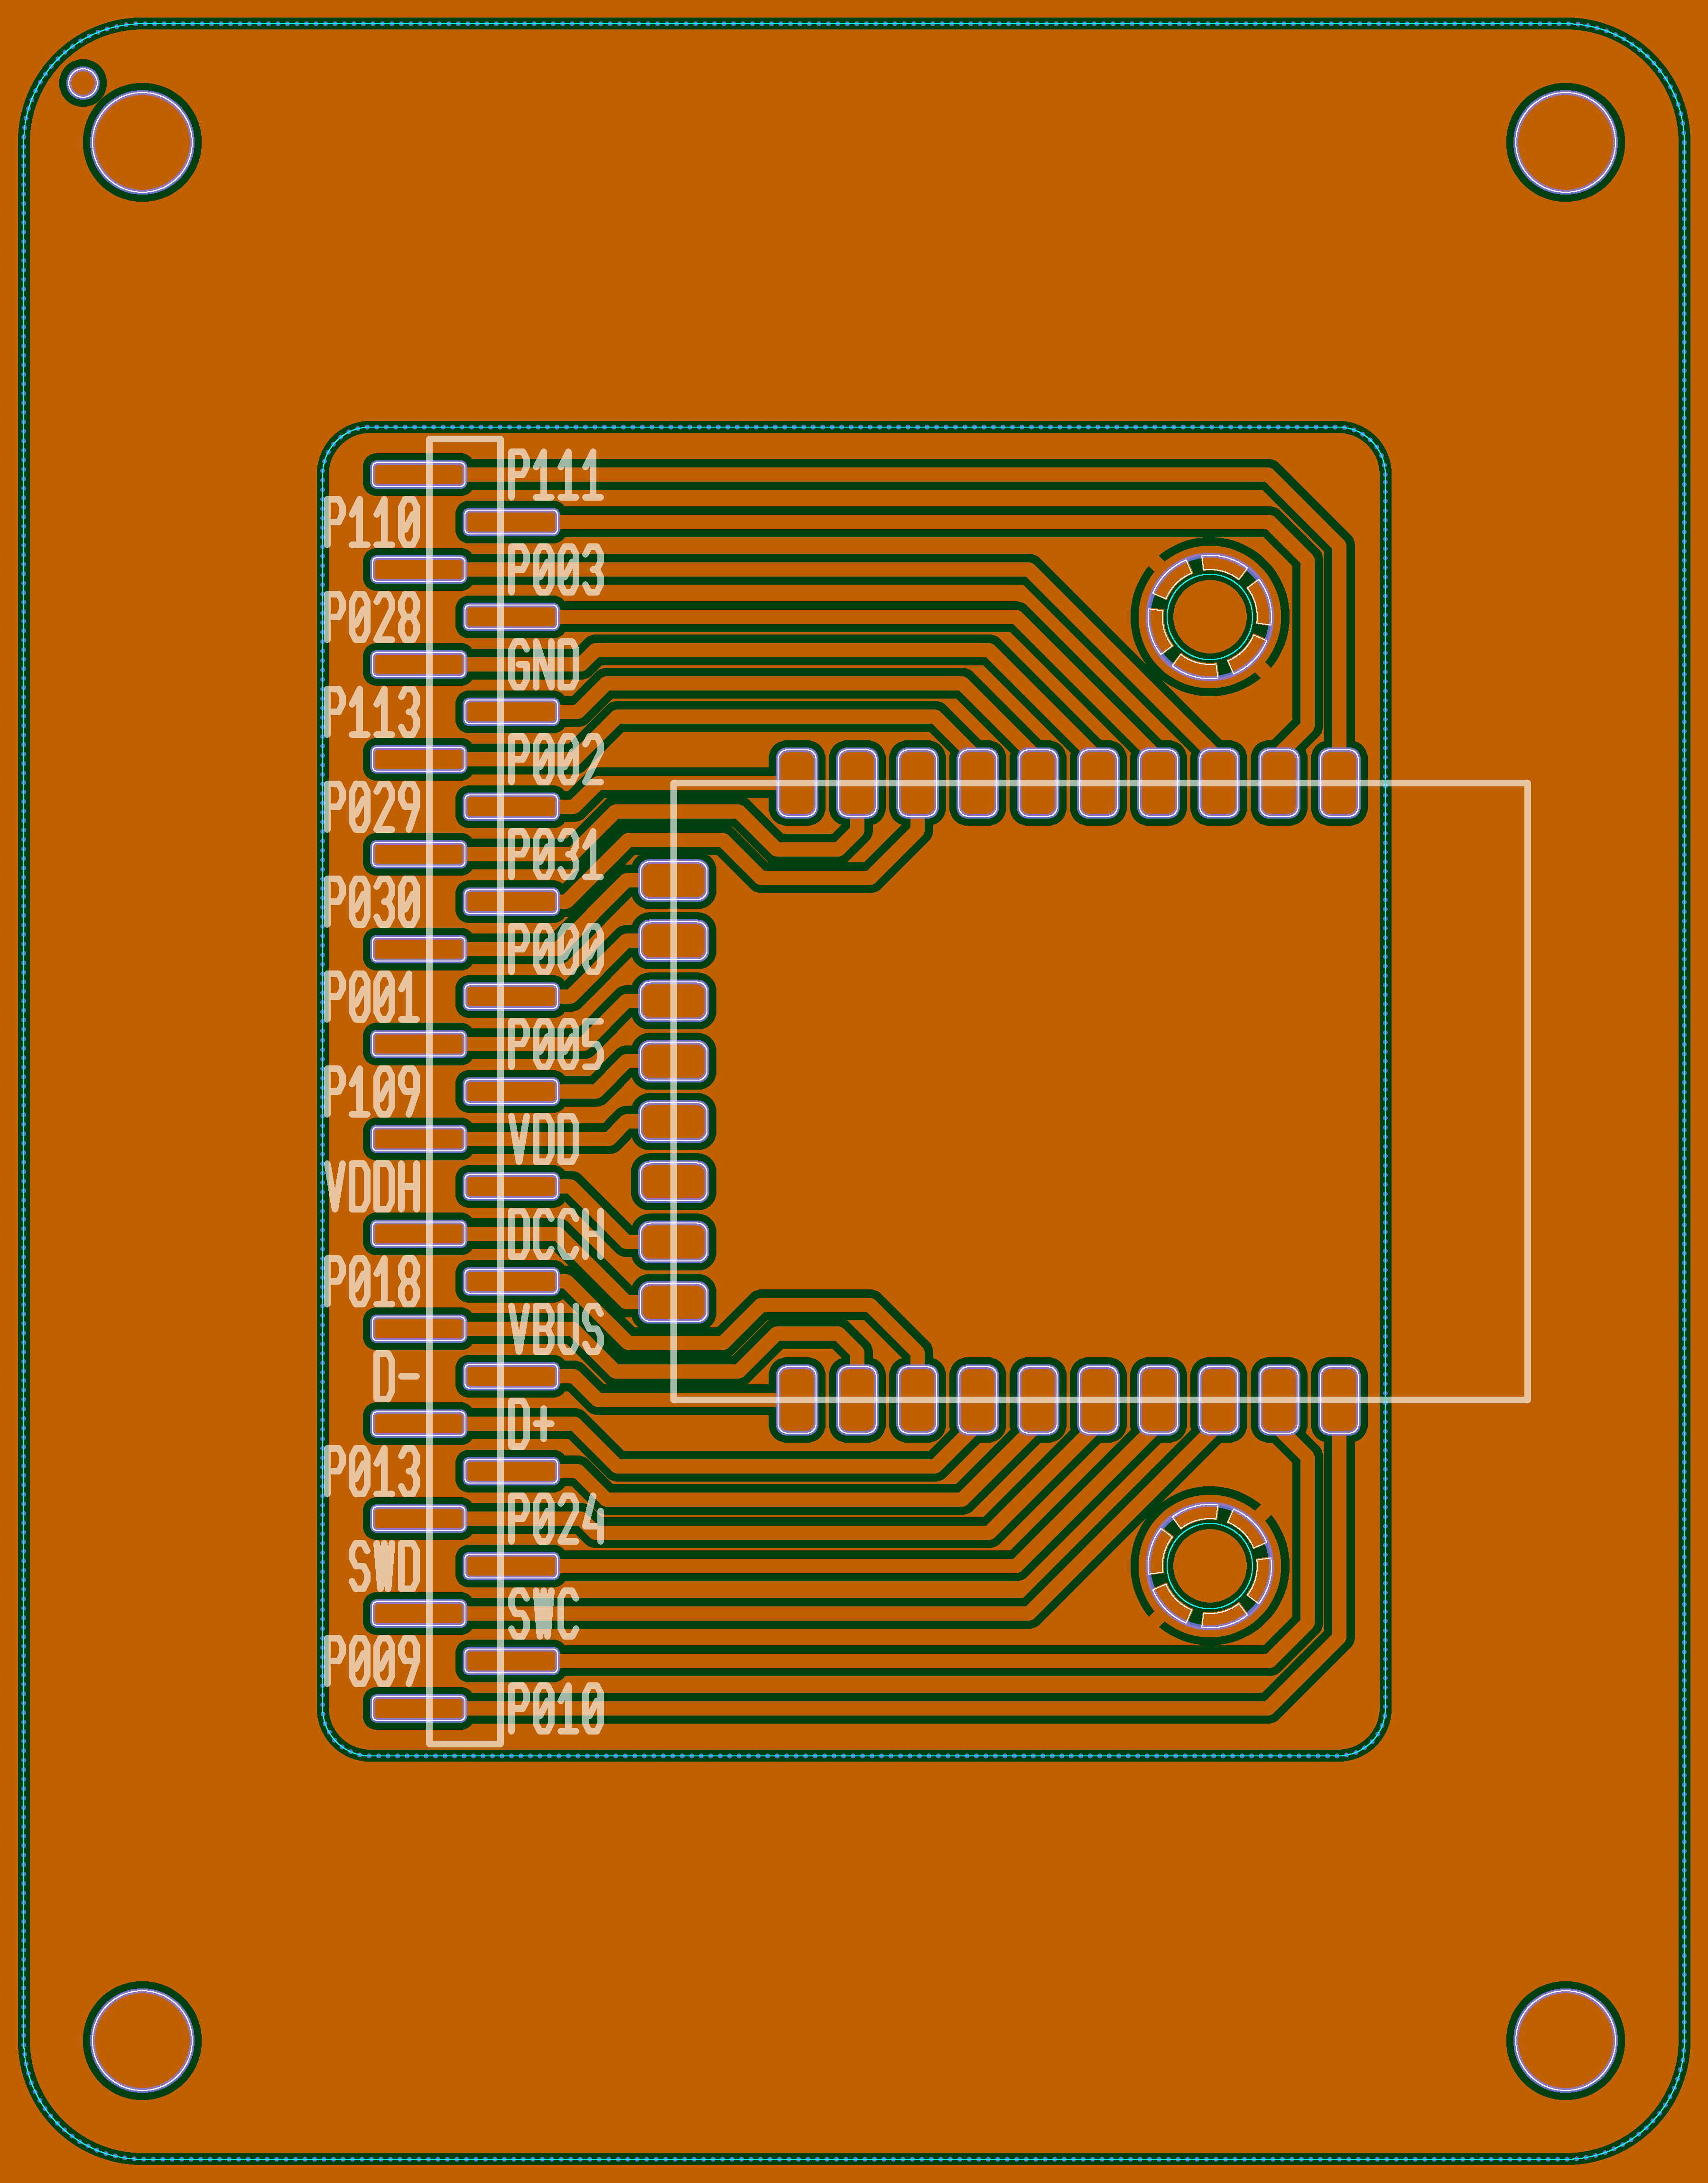 P111
P110
P003
P028
GND
P113
P002
P029
P031
P030
P000
P001
P005
P109
VDD
VDDH
DCCH
P018
VBUS
D-
D+
P013
P024
SWD
SWC
P009
P010